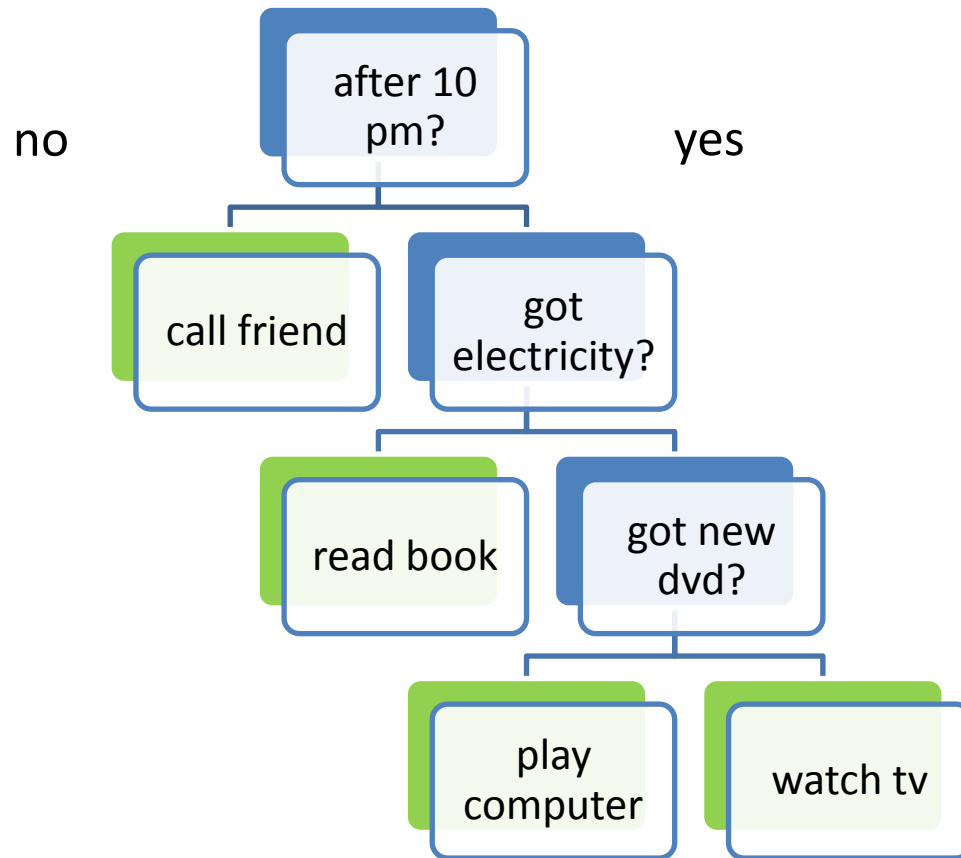 after 10
pm?
no
yes
call friend
got
electricity?
read book
got new
dvd?
play
computer
watch tv